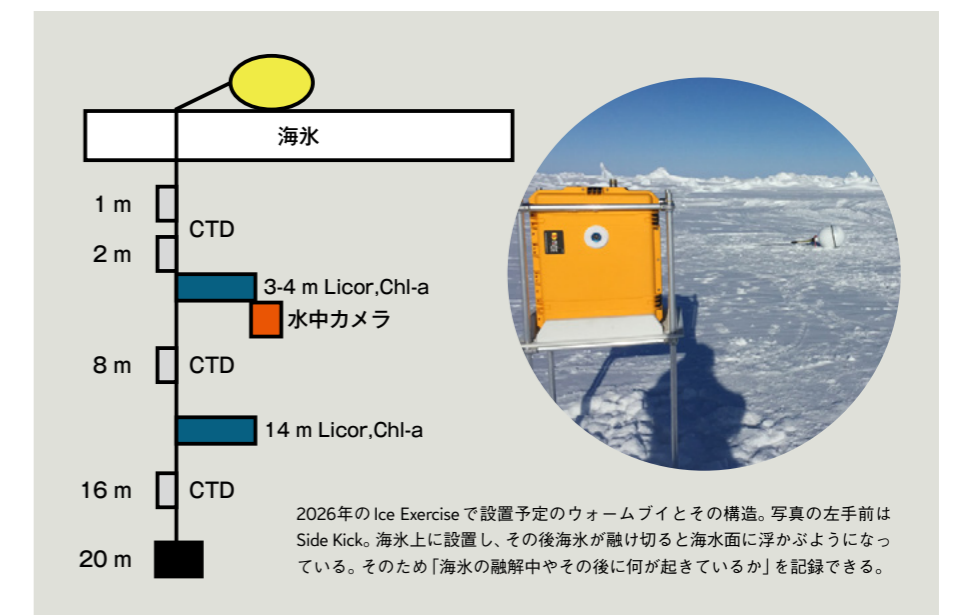 海氷
1 m
CTD
2 m
3-4 m Licor,Chl-a
水中カメラ
8 m
CTD
14 m Licor,Chl-a
16 m
CTD
20 m
2026年のIce Exerciseで設置予定のウォームブイとその構造。写真の左手前は
Side Kick。海氷上に設置し、その後海氷が融け切ると海水面に浮かぶようになっ
ている。そのため「海氷の融解中やその後に何が起きているか」を記録できる。